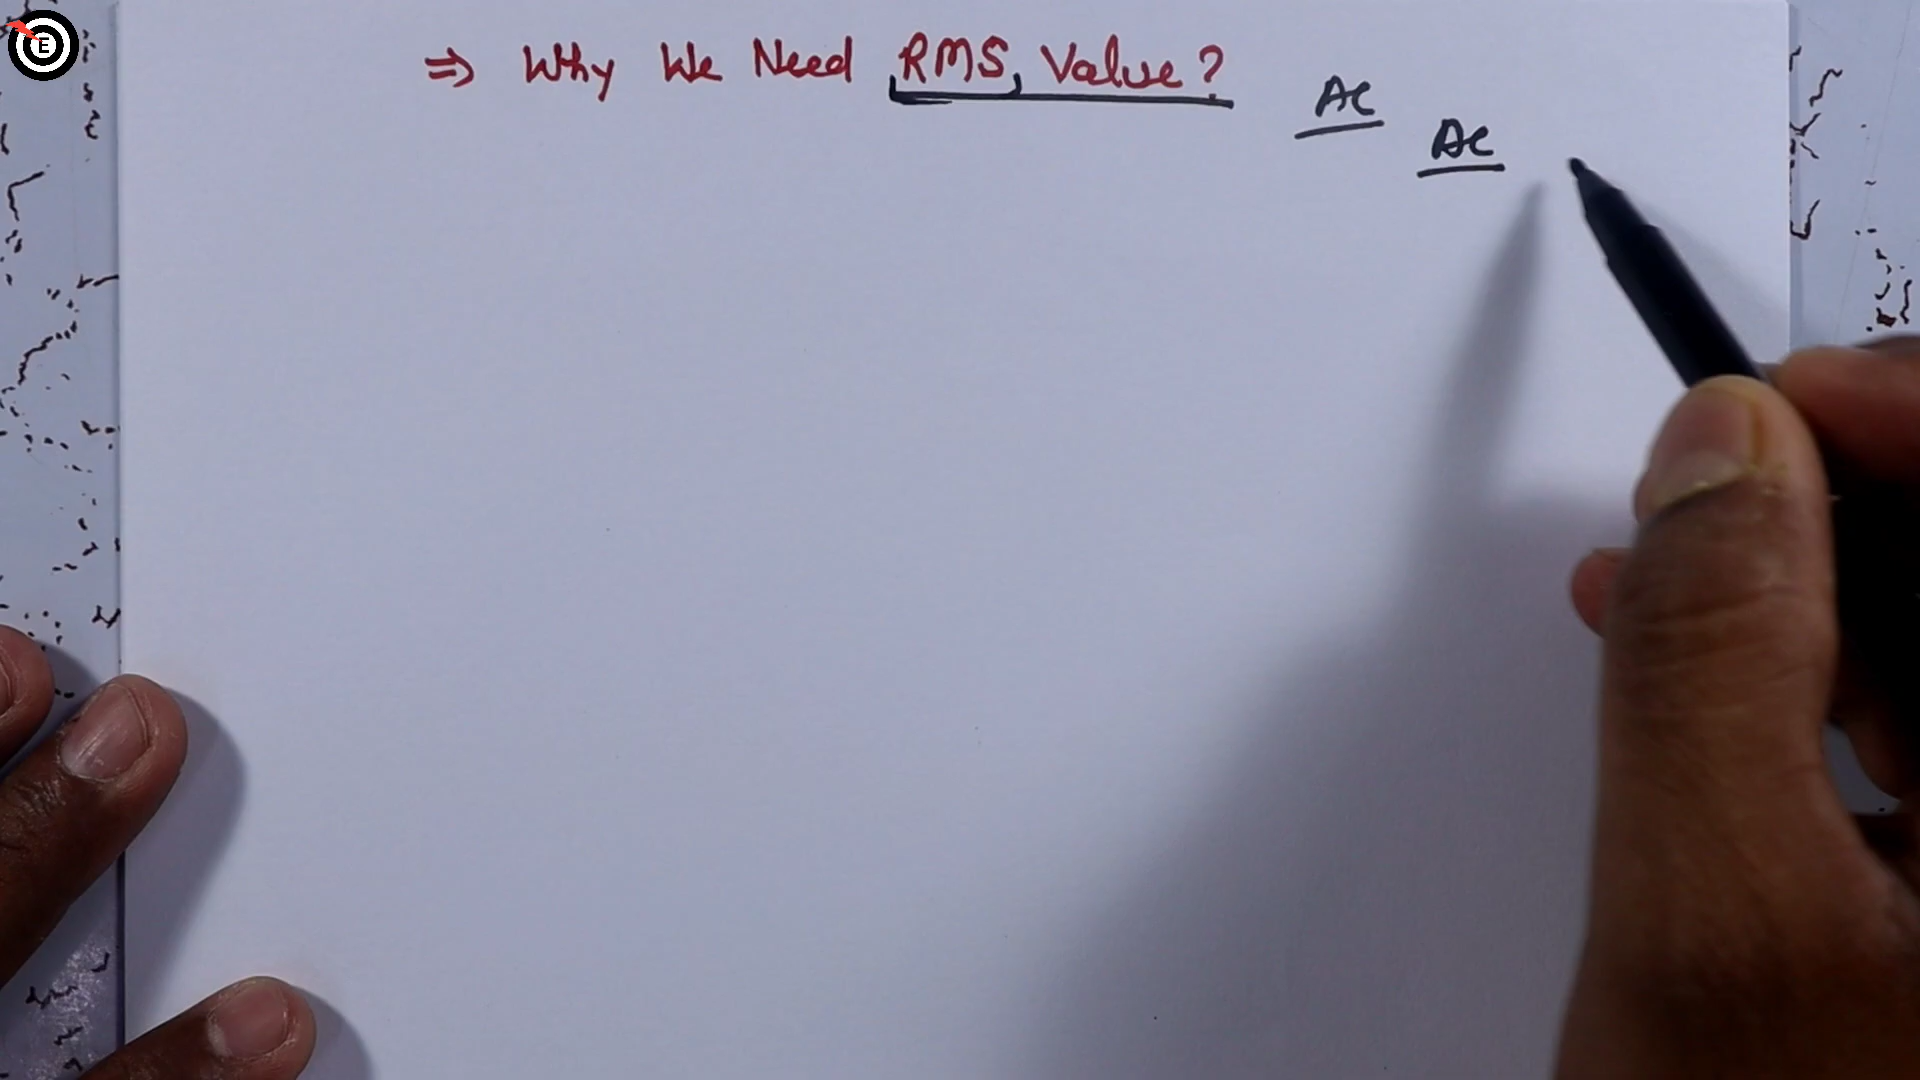 ⇒ Why We Need RMS, Value?
AC
AC
E